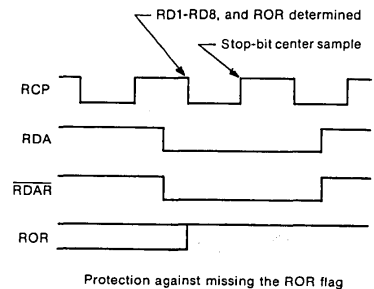 RD1-RD8, and ROR determined
Stop-bit center sample
RCP
RDA
RDAR
ROR
Protection against missing the ROR flag